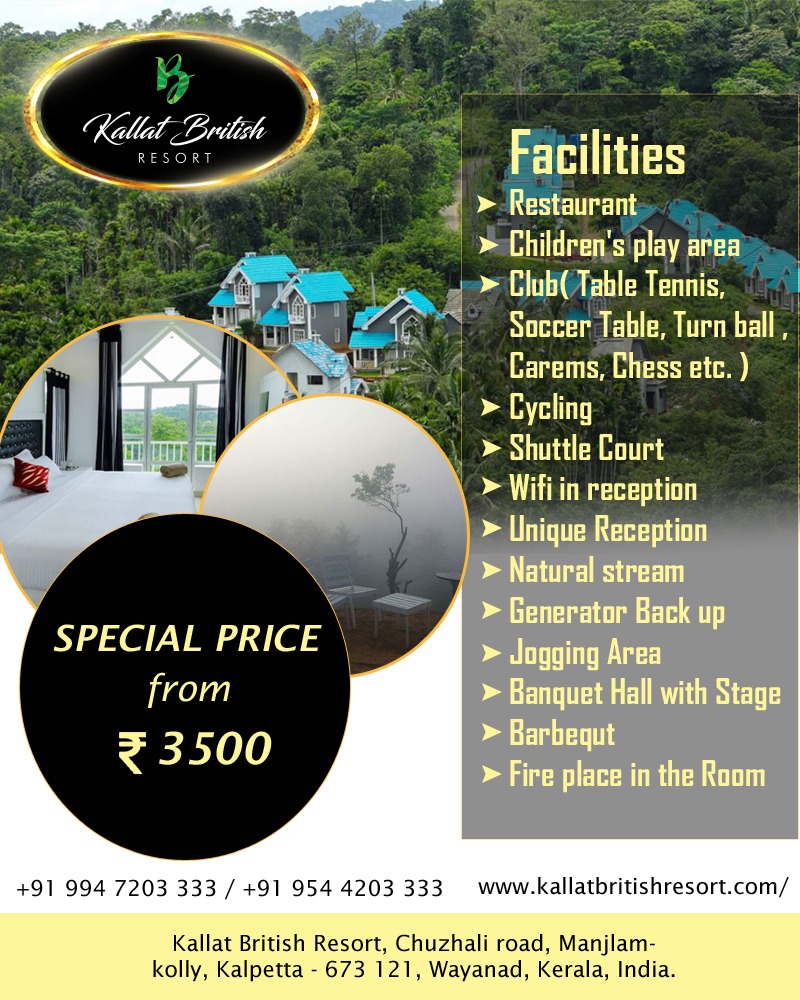 Kallat British
RESORT
Facilities
➤ Restaurant
➤ Children's play area
➤ Club( Table Tennis,
Soccer Table, Turn ball ,
Carems, Chess etc. )
➤ Cycling
➤ Shuttle Court
➤ Wifi in reception
➤ Unique Reception
➤ Natural stream
➤ Generator Back up
➤ Jogging Area
➤ Banquet Hall with Stage
➤ Barbequt
➤ Fire place in the Room
SPECIAL PRICE
from
₹ 3500
+91 994 7203 333 / +91 954 4203 333
www.kallatbritishresort.com/
Kallat British Resort, Chuzhali road, Manjlam-
kolly, Kalpetta - 673 121, Wayanad, Kerala, India.